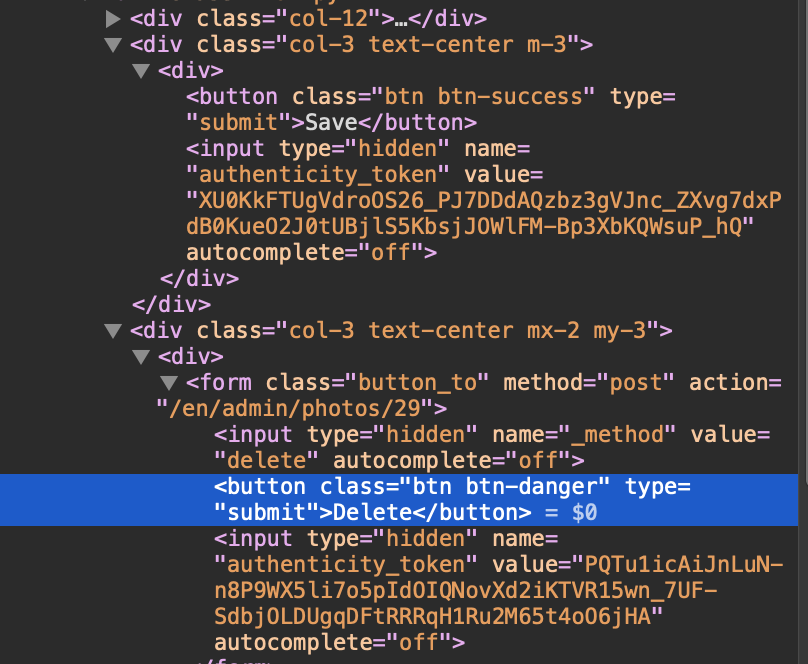 <div class="col-12">…</div>
<div class="col-3 text-center m-3">
<div>
<button class="btn btn-success" type=
"submit">Save</button>
<input type="hidden" name=
"authenticity_token" value=
"XU0KkFTUgVdroOS26_PJ7DDdAQzbz3gVJnc_ZXvg7dxP
dB0KueO2J0tUBjlS5KbsjJOWlFM-Bp3XbKQWsuP_hQ"
autocomplete="off">
</div>
</div>
<div class="col-3 text-center mx-2 my-3">
<div>
<form class="button_to" method="post" action=
"/en/admin/photos/29">
<input type="hidden" name="_method" value=
"delete" autocomplete="off">
<button class="btn btn-danger" type=
"submit">Delete</button> = $0
<input type="hidden" name=
"authenticity_token" value="PQTu1icAiJnLuN-
n8P9WX5li7o5pIdOIQNovXd2iKTVR15wn_7UF-
SdbjOLDUgqDFtRRRqH1Ru2M65t4oO6jHA"
autocomplete="off">